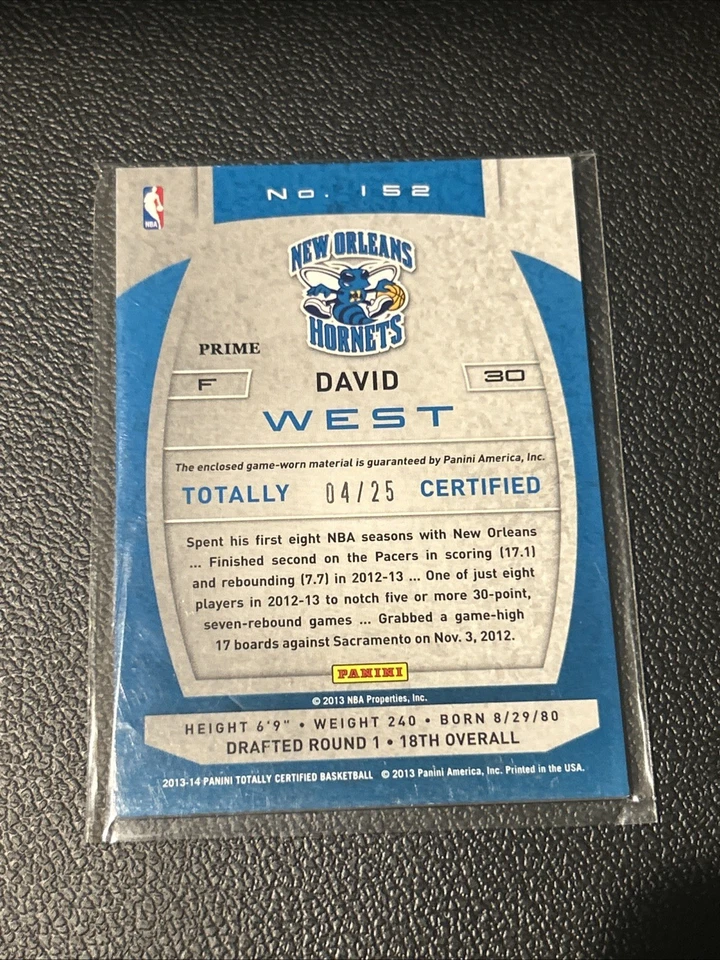 No. 152
NBA
NEW ORLEANS
HORNETS
PRIME
F
DAVID
30
WEST
The enclosed game-worn material is guaranteed by Panini America, Inc.
TOTALLY 04/25 CERTIFIED
Spent his first eight NBA seasons with New Orleans
... Finished second on the Pacers in scoring (17.1)
and rebounding (7.7) in 2012-13 ... One of just eight
players in 2012-13 to notch five or more 30-point,
seven-rebound games ... Grabbed a game-high
17 boards against Sacramento on Nov. 3, 2012.
PANINI
© 2013 NBA Properties, Inc.
HEIGHT 6'9" • WEIGHT 240 • BORN 8/29/80
DRAFTED ROUND 1 • 18TH OVERALL
2013-14 PANINI TOTALLY CERTIFIED BASKETBALL © 2013 Panini America, Inc. Printed in the USA.